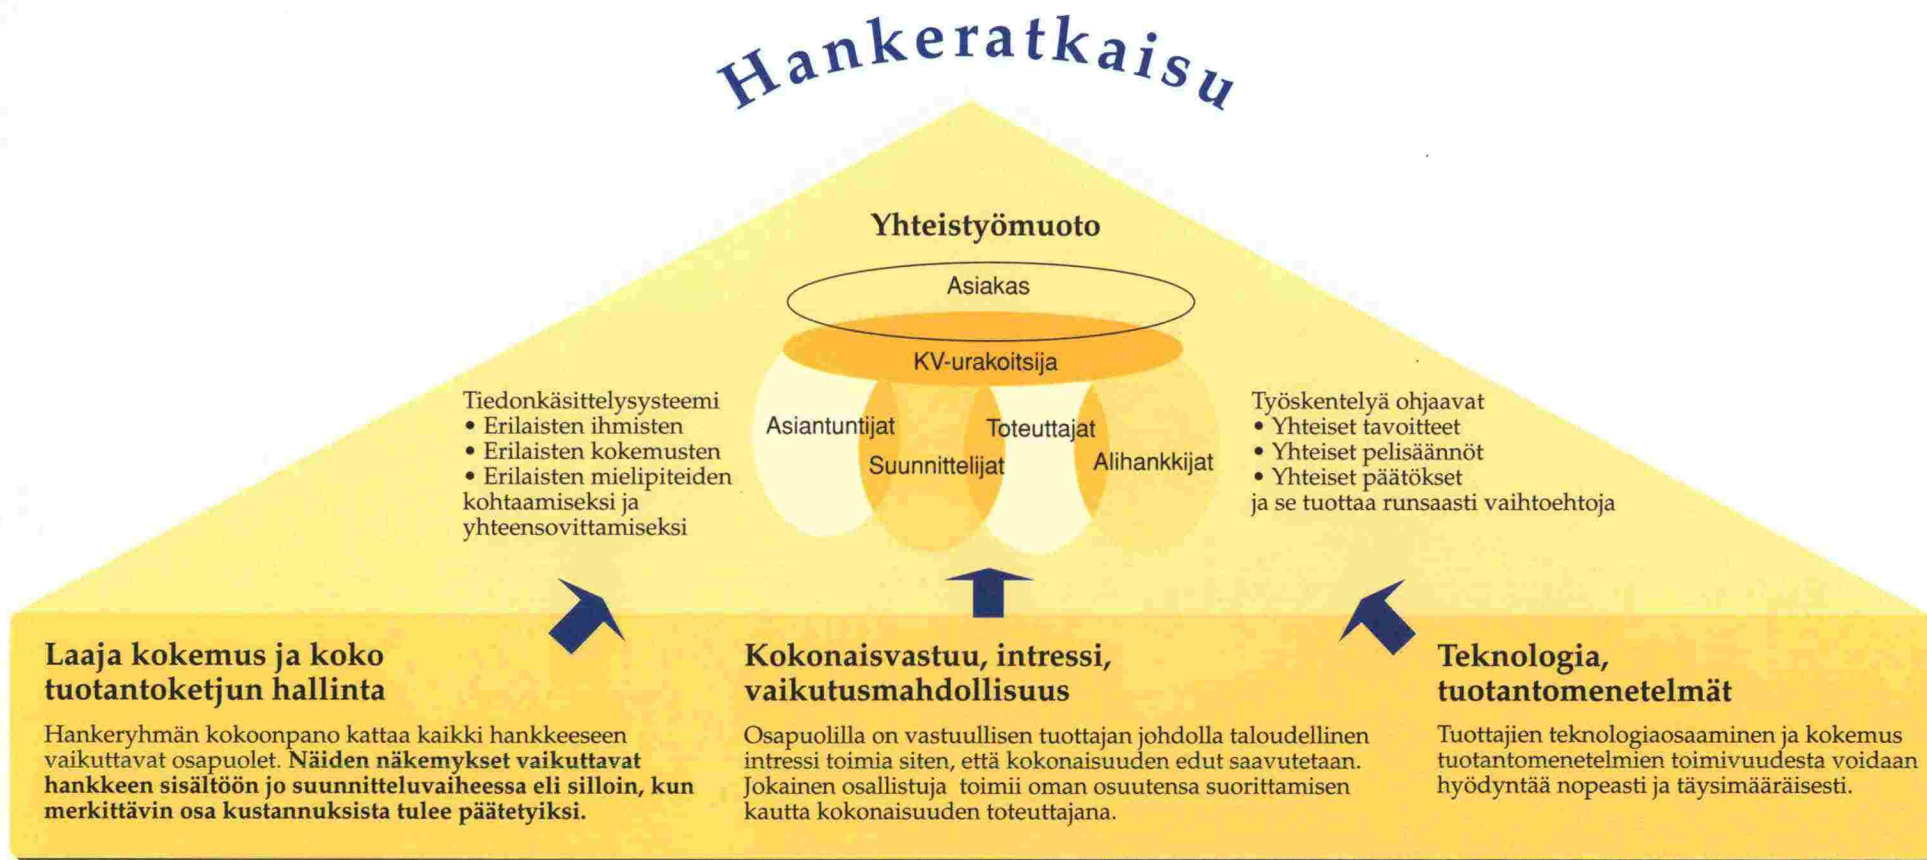 Hankeratkaisu
Yhteistyömuoto
Asiakas
KV-urakoitsija
Asiantuntijat
Suunnittelijat
Toteuttajat
Alihankkijat
Tiedonkäsittelysysteemi
• Erilaisten ihmisten
• Erilaisten kokemusten
• Erilaisten mielipiteiden
kohtaamiseksi ja
yhteensovittamiseksi
Työskentelyä ohjaavat
• Yhteiset tavoitteet
• Yhteiset pelisäännöt
• Yhteiset päätökset
ja se tuottaa runsaasti vaihtoehtoja
Laaja kokemus ja koko
tuotantoketjun hallinta
Hankeryhmän kokoonpano kattaa kaikki hankkeeseen
vaikuttavat osapuolet. Näiden näkemykset vaikuttavat
hankkeen sisältöön jo suunnitteluvaiheessa eli silloin, kun
merkittävin osa kustannuksista tulee päätetyiksi.
Kokonaisvastuu, intressi,
vaikutusmahdollisuus
Osapuolilla on vastuullisen tuottajan johdolla taloudellinen
intressi toimia siten, että kokonaisuuden edut saavutetaan.
Jokainen osallistuja toimii oman osuutensa suorittamisen
kautta kokonaisuuden toteuttajana.
Teknologia,
tuotantomenetelmät
Tuottajien teknologiaosaaminen ja kokemus
tuotantomenetelmien toimivuudesta voidaan
hyödyntää nopeasti ja täysimääräisesti.